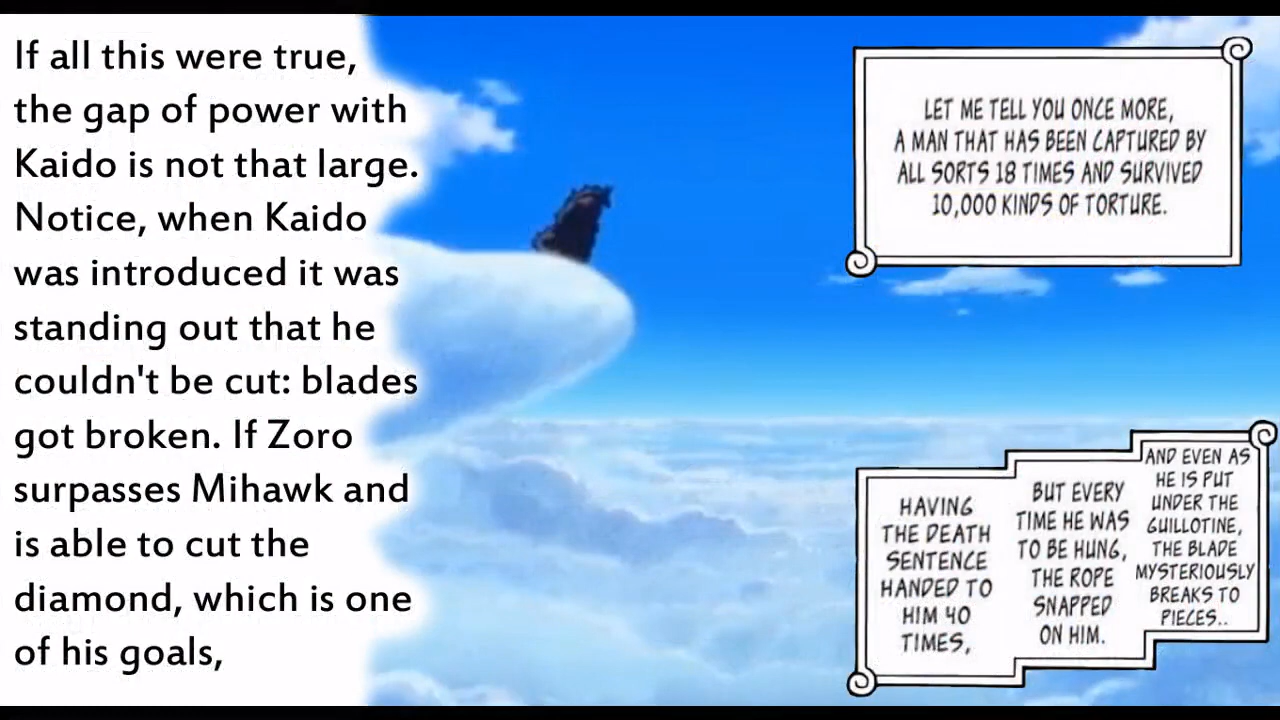 If all this were true,
the gap of power with
Kaido is not that large.
Notice, when Kaido
was introduced it was
standing out that he
couldn't be cut: blades
got broken. If Zoro
surpasses Mihawk and
is able to cut the
diamond, which is one
of his goals,
LET ME TELL YOU ONCE MORE,
A MAN THAT HAS BEEN CAPTURED BY
ALL SORTS 18 TIMES AND SURVIVED
10,000 KINDS OF TORTURE.
HAVING
THE DEATH
SENTENCE
HANDED TO
HIM 40
TIMES,
BUT EVERY
TIME HE WAS
TO BE HUNG,
THE ROPE
SNAPPED
ON HIM.
AND EVEN AS
HE IS PUT
UNDER THE
GUILLOTINE,
THE BLADE
MYSTERIOUSLY
BREAKS TO
PIECES..